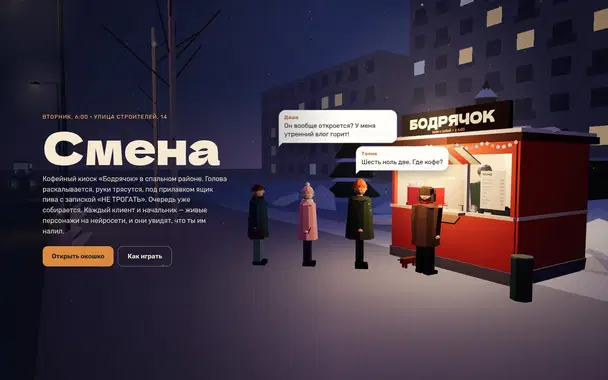 ВТОРНИК, 6:00 • УЛИЦА СТРОИТЕЛЕЙ, 14
Смена
Кофейный киоск «Бодрячок» в спальном районе. Голова
раскалывается, руки трясутся, под прилавком ящик
пива с запиской «НЕ ТРОГАТЬ». Очередь уже
собирается. Каждый клиент и начальник — живые
персонажи на нейросети, и они увидят, что ты им
налил.
Открыть окошко
Как играть
Даша
Он вообще откроется? У меня
утренний влог горит!
Шесть ноль две. Где кофе?
БОДРЯЧОК